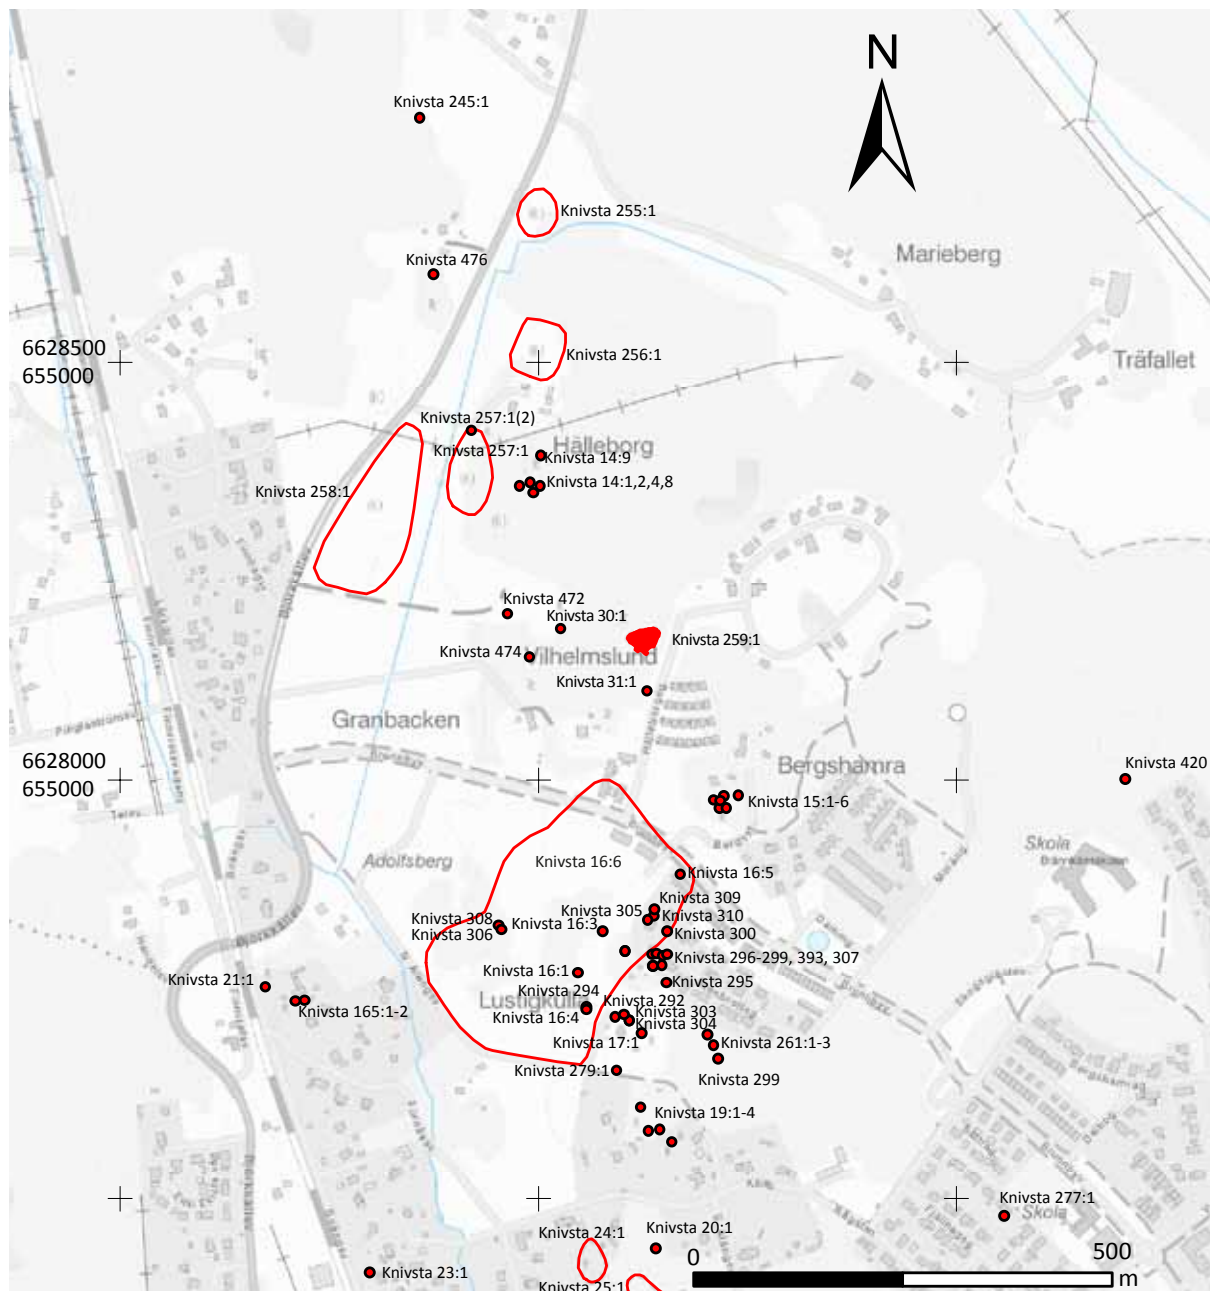 N
Knivsta 245:1
Knivsta 255:1
Marieberg
Knivsta 476
6628500
655000
Knivsta 256:1
Träfallet
Knivsta 257:1(2)
Hälleborg
Knivsta 257:1
Knivsta 14:9
Knivsta 258:1
Knivsta 14:1,2,4,8
Knivsta 472
Knivsta 30:1
Knivsta 259:1
Knivsta 474
Vilhelmslund
Knivsta 31:1
Granbacken
6628000
655000
Bergshamra
Knivsta 420
Knivsta 15:1-6
Skola
Adolfsberg
Knivsta 16:6
Knivsta 16:5
Knivsta 309
Knivsta 305
Knivsta 310
Knivsta 308
Knivsta 16:3
Knivsta 306
Knivsta 300
Knivsta 296-299, 393, 307
Knivsta 21:1
Knivsta 16:1
Knivsta 295
Knivsta 294
Lustigkulla
Knivsta 292
Knivsta 165:1-2
Knivsta 16:4
Knivsta 303
Knivsta 304
Knivsta 17:1
Knivsta 261:1-3
Knivsta 279:1
Knivsta 299
Knivsta 19:1-4
Knivsta 277:1
Skola
Knivsta 24:1
Knivsta 20:1
0
500
m
Knivsta 23:1
Knivsta 25:1